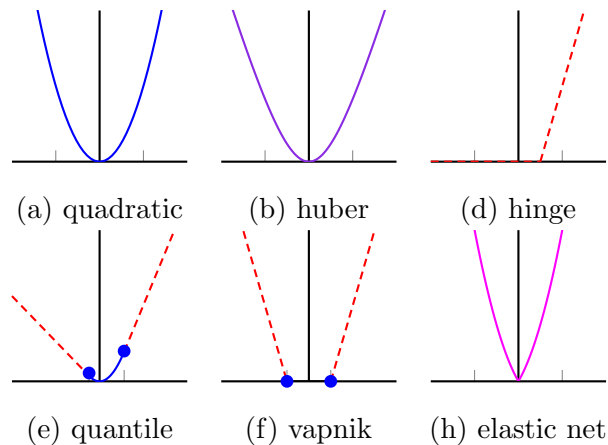 (a) quadratic
(b) huber
(d) hinge
(e) quantile
(f) vapnik
(h) elastic net